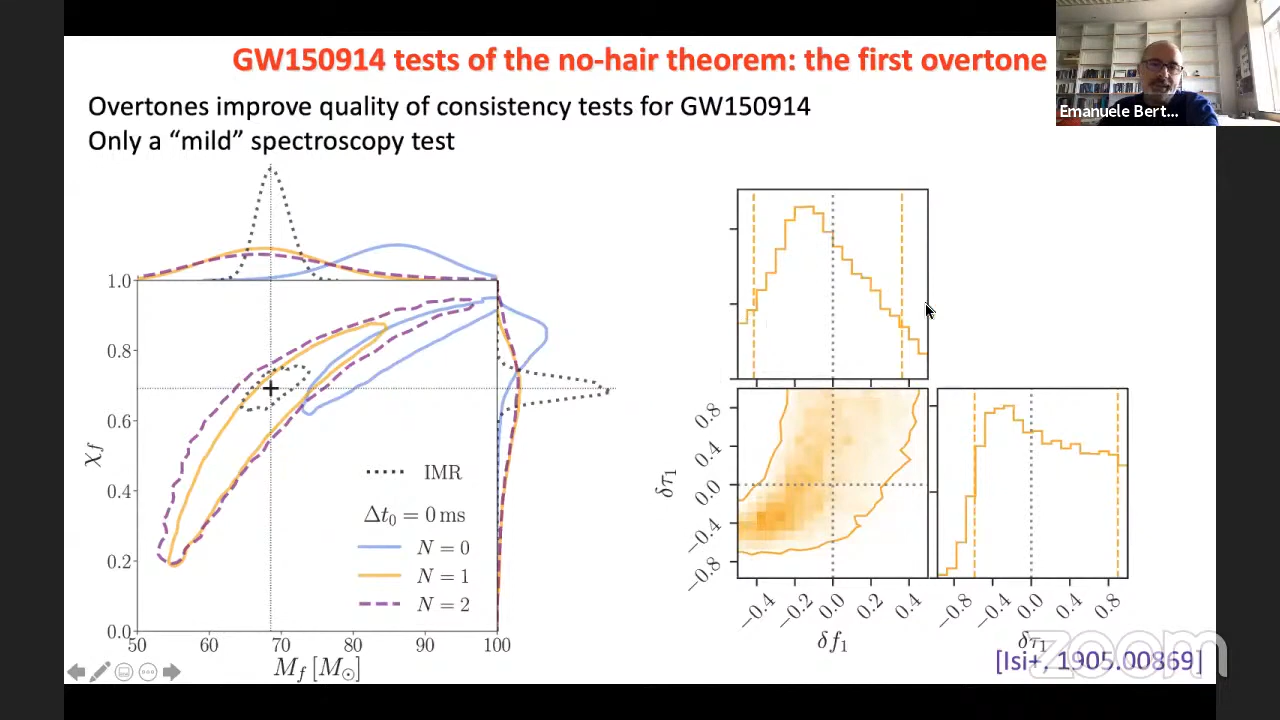 GW150914 tests of the no-hair theorem: the first overtone
Emanuele Bert...
Overtones improve quality of consistency tests for GW150914
Only a “mild” spectroscopy test
1.0
0.8
0.6
0.4
0.2
0.0
χf
50
60
70
80
90
100
Mf [M⊙]
IMR
Δt0 = 0 ms
N = 0
N = 1
N = 2
0.8
0.4
0.0
−0.4
−0.8
δτ1
−0.4
−0.2
0.0
0.2
0.4
δf1
−0.8
−0.4
0.0
0.4
0.8
δτ1
[Isi+, 1905.00869]
zoom